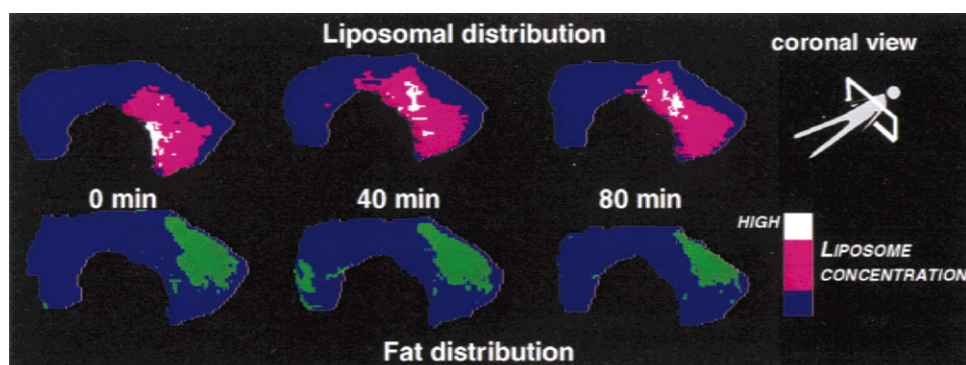 Liposomal distribution
coronal view
0 min
40 min
80 min
HIGH
LIPOSOME
CONCENTRATION
Fat distribution